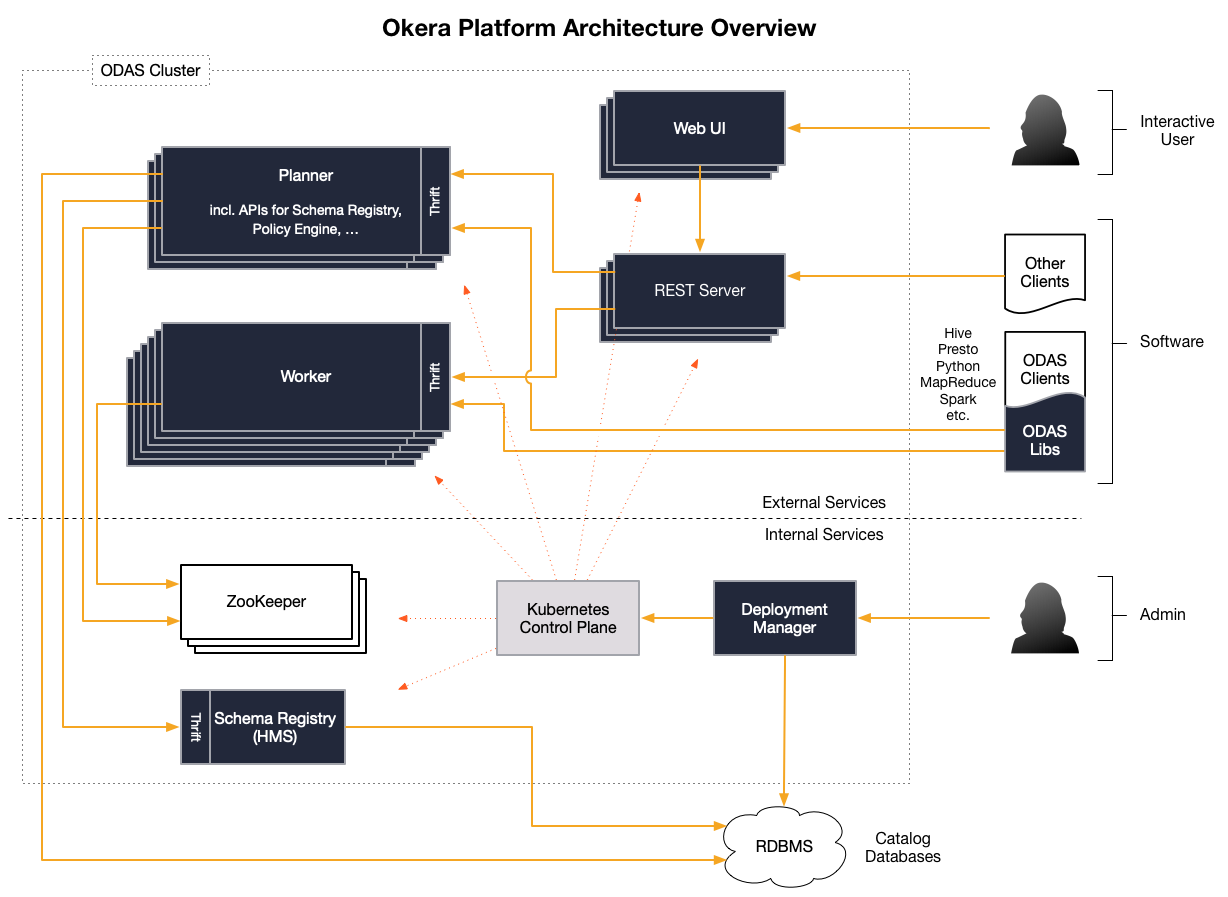 Okera Platform Architecture Overview
ODAS Cluster
Web UI
Interactive
User
Planner
incl. APIs for Schema Registry,
Policy Engine, …
Thrift
REST Server
Other
Clients
Worker
Thrift
Hive
Presto
Python
MapReduce
Spark
etc.
ODAS
Clients
ODAS
Libs
Software
External Services
Internal Services
ZooKeeper
Kubernetes
Control Plane
Deployment
Manager
Admin
Thrift
Schema Registry
(HMS)
RDBMS
Catalog
Databases